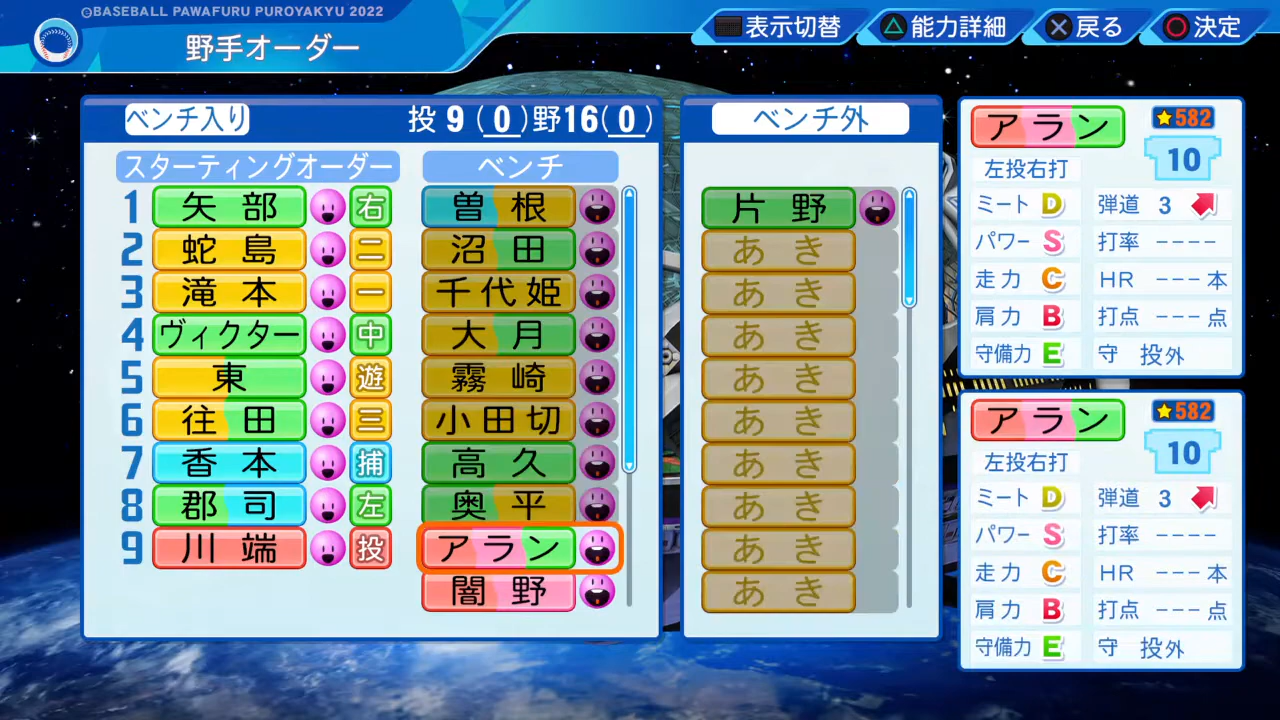 ©BASEBALL PAWAFURU PUROYAKYU 2022
野手オーダー
表示切替 能力詳細 戻る 決定
ベンチ入り 投 9 (0) 野16(0)
スターティングオーダー ベンチ
1 矢部 右 曽根
2 蛇島 二 沼田
3 滝本 一 千代姫
4 ヴィクター 中 大月
5 東 遊 霧崎
6 往田 三 小田切
7 香本 捕 高久
8 郡司 左 奥平
9 川端 投 アラン
闇野
ベンチ外
片野
あき
あき
あき
あき
あき
あき
あき
あき
あき
アラン ★582
左投右打 10
ミート D 弾道 3
パワー S 打率 ----
走力 C HR ---本
肩力 B 打点 ---点
守備力 E 守 投外
アラン ★582
左投右打 10
ミート D 弾道 3
パワー S 打率 ----
走力 C HR ---本
肩力 B 打点 ---点
守備力 E 守 投外